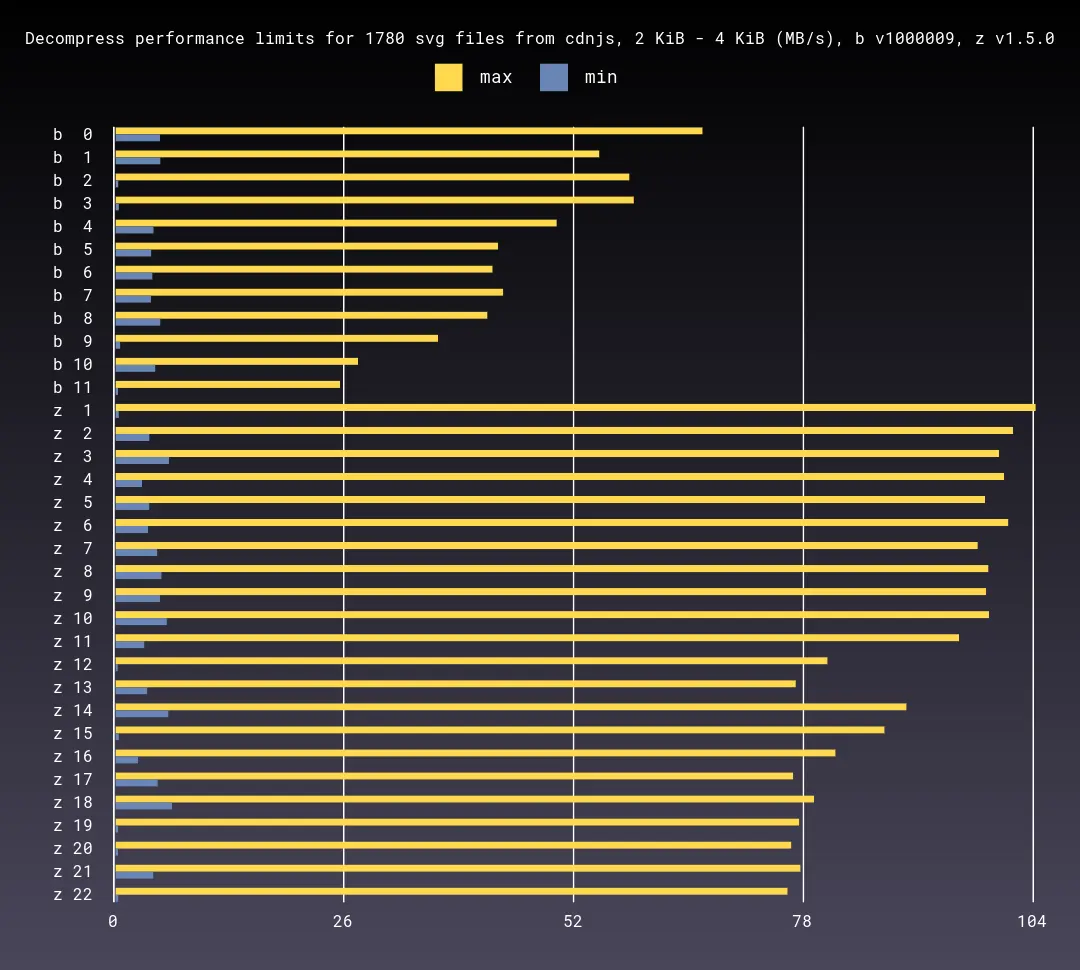 Decompress performance limits for 1780 svg files from cdnjs, 2 KiB - 4 KiB (MB/s), b v1000009, z v1.5.0
max min
b 0
b 1
b 2
b 3
b 4
b 5
b 6
b 7
b 8
b 9
b 10
b 11
z 1
z 2
z 3
z 4
z 5
z 6
z 7
z 8
z 9
z 10
z 11
z 12
z 13
z 14
z 15
z 16
z 17
z 18
z 19
z 20
z 21
z 22
0 26 52 78 104